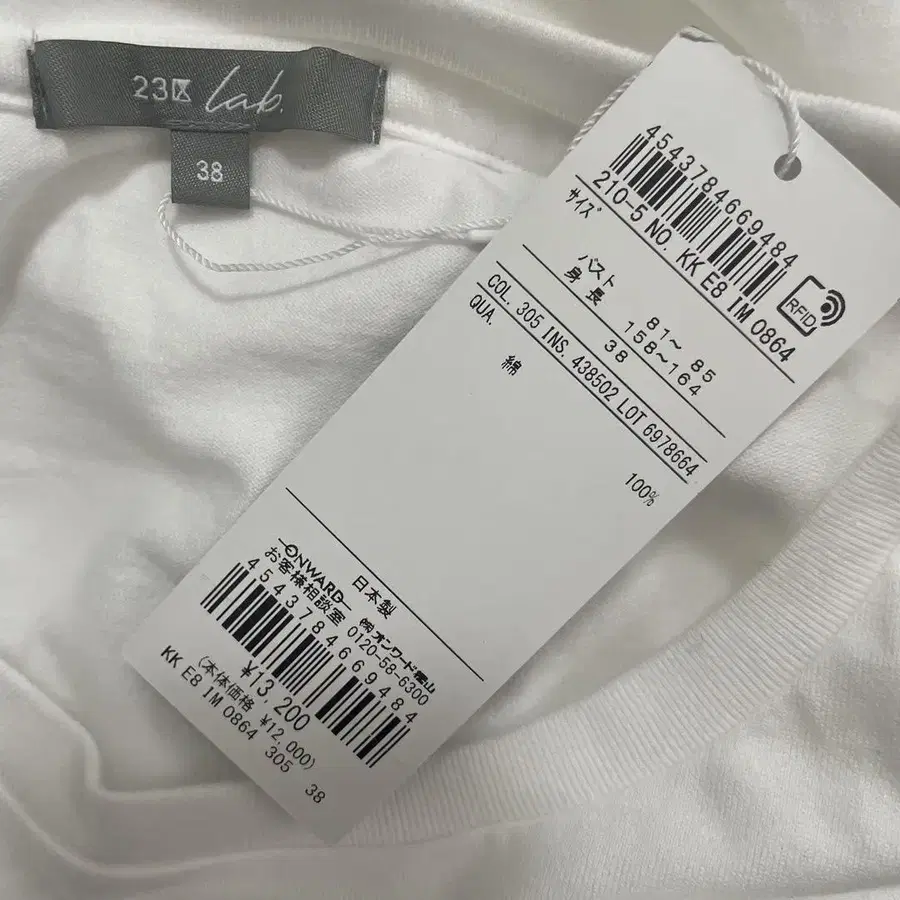 23区 lab.
38
4543784669484
210-5 NO. KK E8 IM 0864
サイズ
バスト 81～ 85
身長 158～164
38
COL. 305 INS. 438502 LOT 6978664
QUA.
綿 100%
RFID
日本製
ONWARD ㈱オンワード樫山
お客様相談室 0120-58-6300
4543784669484
¥13,200
(本体価格 ¥12,000)
KK E8 IM 0864 305 38